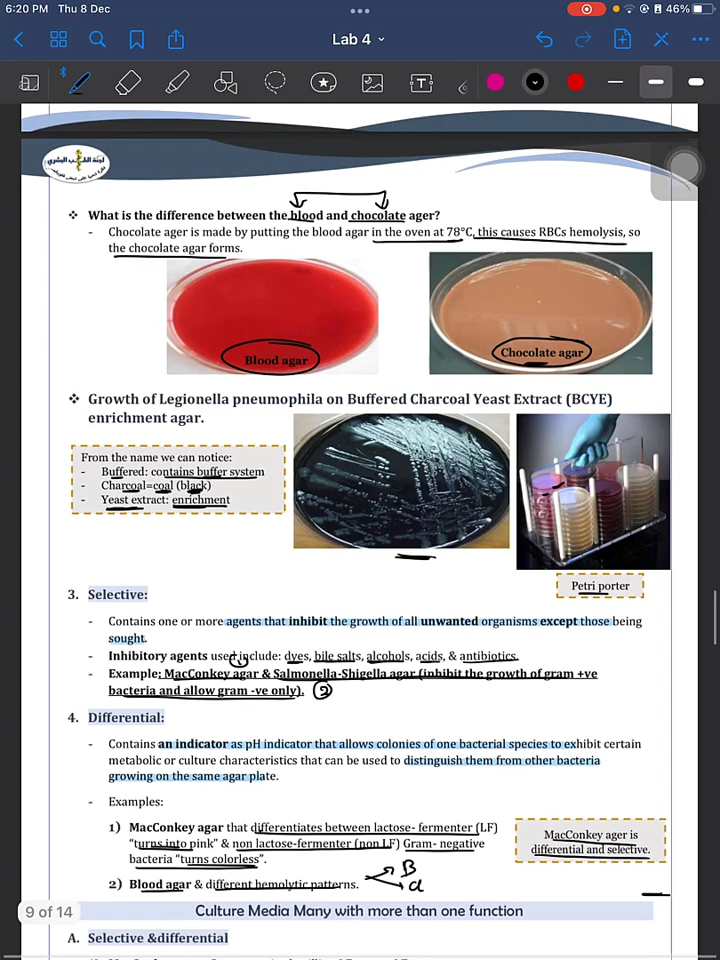 6:20 PM Thu 8 Dec
46%
Lab 4
What is the difference between the blood and chocolate ager?
- Chocolate ager is made by putting the blood agar in the oven at 78°C, this causes RBCs hemolysis, so
the chocolate agar forms.
Blood agar
Chocolate agar
Growth of Legionella pneumophila on Buffered Charcoal Yeast Extract (BCYE)
enrichment agar.
From the name we can notice:
- Buffered: contains buffer system
- Charcoal=coal (black)
- Yeast extract: enrichment
Petri porter
3. Selective:
- Contains one or more agents that inhibit the growth of all unwanted organisms except those being
sought.
- Inhibitory agents used include: dyes, bile salts, alcohols, acids, & antibiotics.
1
- Example: MacConkey agar & Salmonella-Shigella agar (inhibit the growth of gram +ve
bacteria and allow gram -ve only). 2
4. Differential:
- Contains an indicator as pH indicator that allows colonies of one bacterial species to exhibit certain
metabolic or culture characteristics that can be used to distinguish them from other bacteria
growing on the same agar plate.
- Examples:
1) MacConkey agar that differentiates between lactose- fermenter (LF)
"turns into pink" & non lactose-fermenter (non LF) Gram- negative
bacteria "turns colorless".
MacConkey ager is
differential and selective.
2) Blood agar & different hemolytic patterns.
B
α
9 of 14
Culture Media Many with more than one function
A. Selective &differential